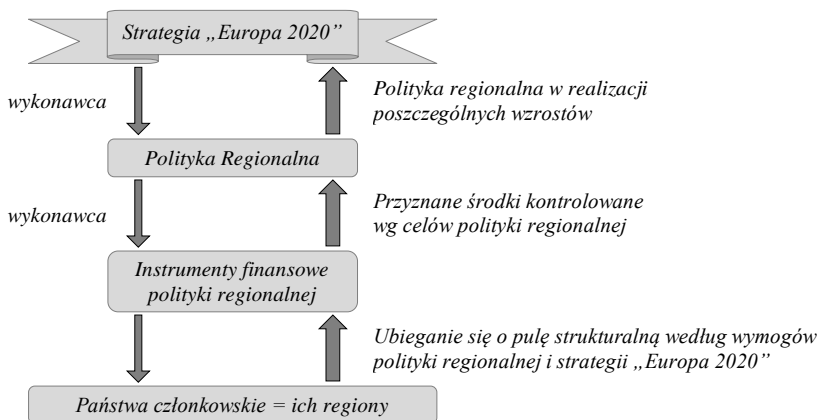 Strategia „Europa 2020”
wykonawca
Polityka regionalna w realizacji
poszczególnych wzrostów
Polityka Regionalna
wykonawca
Przyznane środki kontrolowane
wg celów polityki regionalnej
Instrumenty finansowe
polityki regionalnej
Ubieganie się o pulę strukturalną według wymogów
polityki regionalnej i strategii „Europa 2020”
Państwa członkowskie = ich regiony